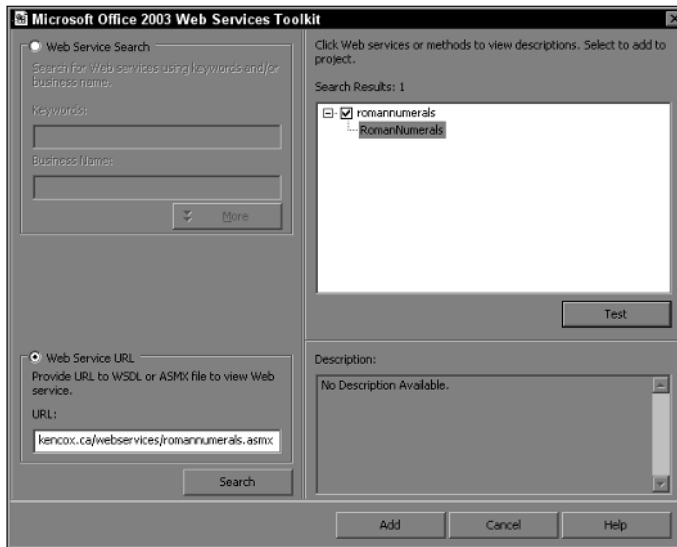 Microsoft Office 2003 Web Services Toolkit
Web Service Search
Search for Web services using keywords and/or
business name.
Keywords:
Business Name:
More
Web Service URL
Provide URL to WSDL or ASMX file to view Web
service.
URL:
kencox.ca/webservices/romannumerals.asmx
Search
Click Web services or methods to view descriptions. Select to add to
project.
Search Results: 1
romannumerals
RomanNumerals
Test
Description:
No Description Available.
Add
Cancel
Help